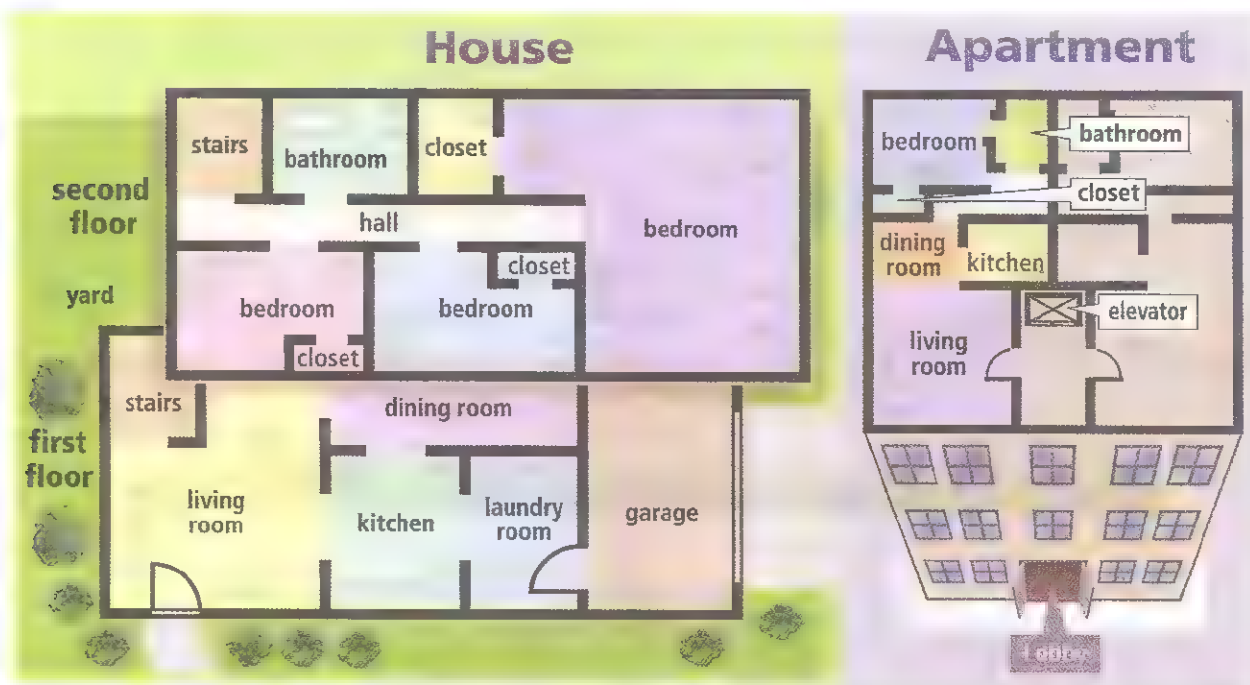 House
Apartment
stairs
bathroom
closet
second
floor
hall
bedroom
yard
bedroom
closet
bedroom
closet
stairs
dining room
first
floor
living
room
kitchen
laundry
room
garage
bedroom
bathroom
closet
dining
room
kitchen
elevator
living
room